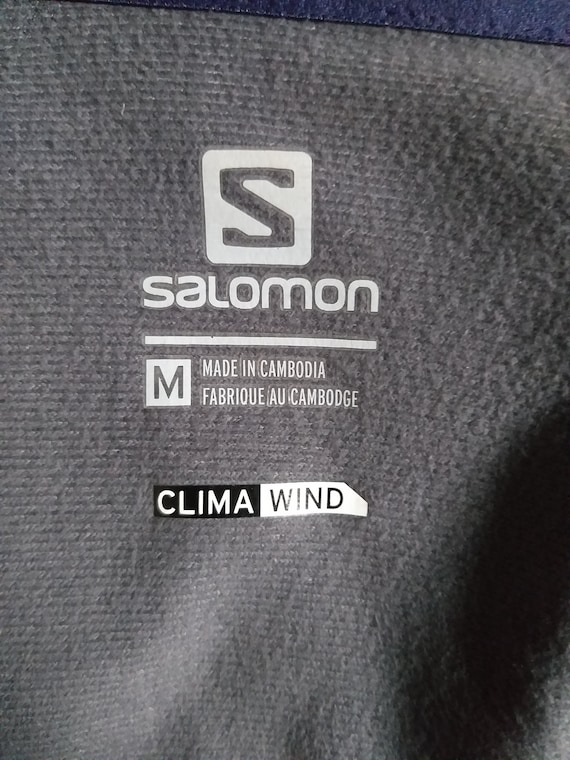 S
salomon
M
MADE IN CAMBODIA
FABRIQUE AU CAMBODGE
CLIMA WIND